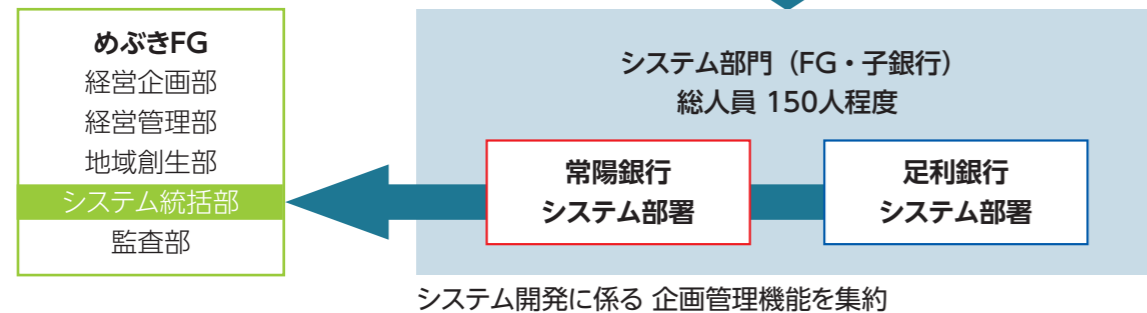 めぶきFG
経営企画部
経営管理部
地域創生部
システム統括部
監査部
システム部門（FG・子銀行）
総人員 150人程度
常陽銀行
システム部署
足利銀行
システム部署
システム開発に係る 企画管理機能を集約